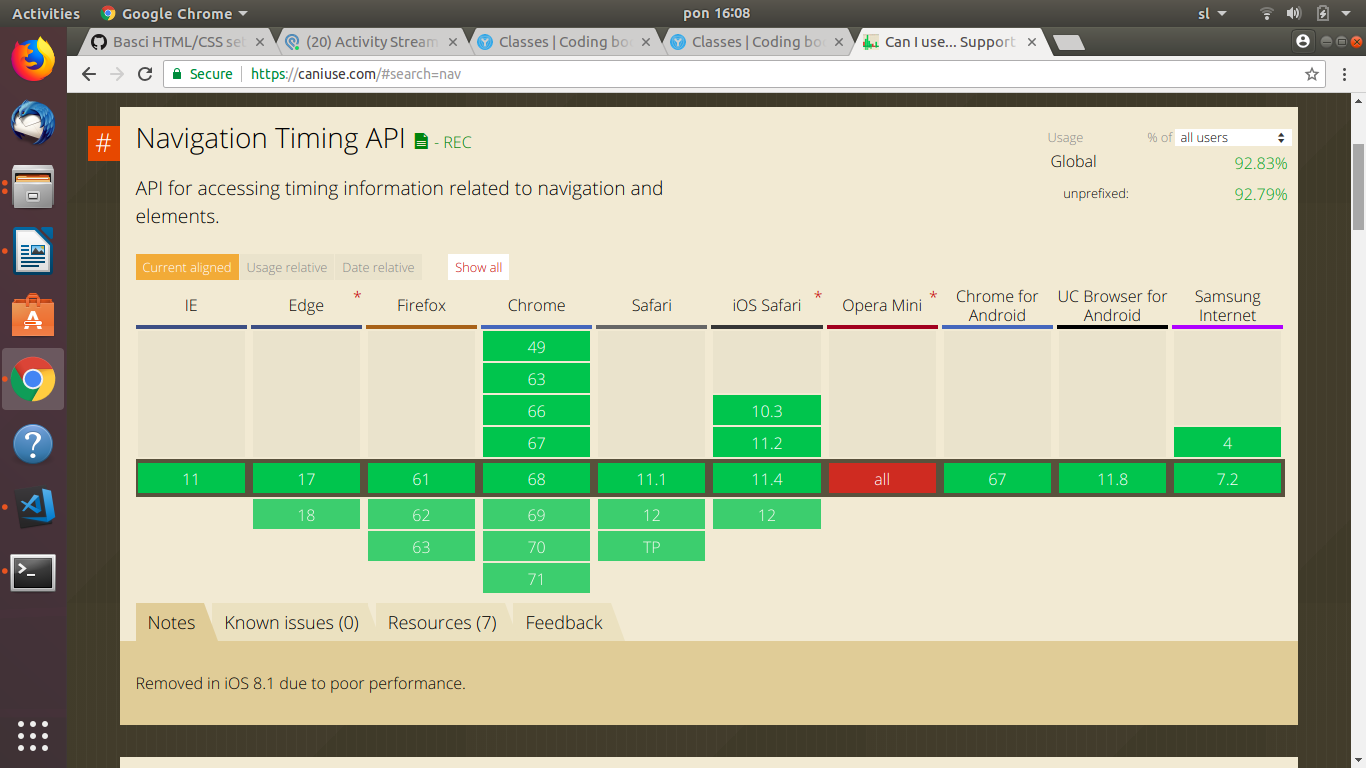 Activities Google Chrome pon 16:08 sl
Basci HTML/CSS set (20) Activity Stream Classes | Coding boo Classes | Coding boo Can I use... Support
Secure https://caniuse.com/#search=nav
# Navigation Timing API - REC
Usage % of all users
Global 92.83%
unprefixed: 92.79%
API for accessing timing information related to navigation and
elements.
Current aligned Usage relative Date relative Show all
IE Edge * Firefox Chrome Safari iOS Safari * Opera Mini * Chrome for Android UC Browser for Android Samsung Internet
49
63
66 10.3
67 11.2 4
11 17 61 68 11.1 11.4 all 67 11.8 7.2
18 62 69 12 12
63 70 TP
71
Notes Known issues (0) Resources (7) Feedback
Removed in iOS 8.1 due to poor performance.